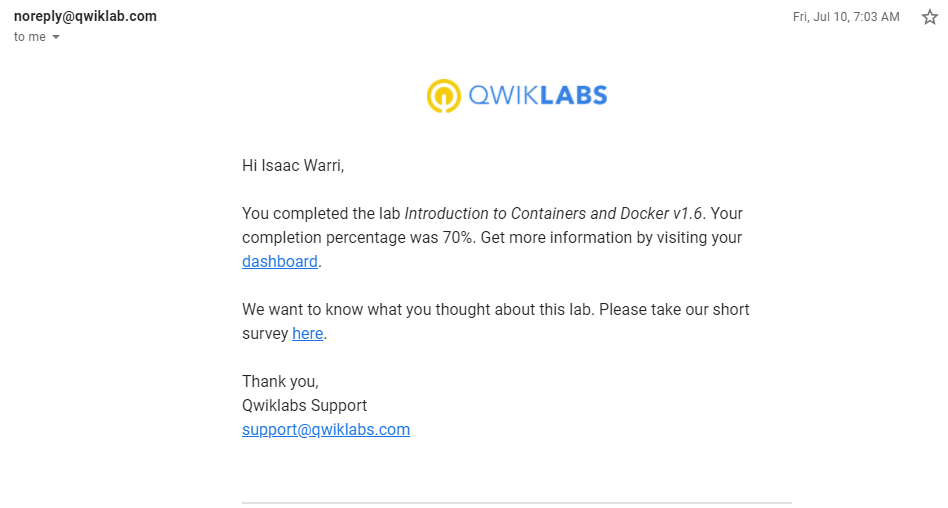 noreply@qwiklab.com
Fri, Jul 10, 7:03 AM
to me
QWIKLABS
Hi Isaac Warri,
You completed the lab Introduction to Containers and Docker v1.6. Your
completion percentage was 70%. Get more information by visiting your
dashboard.
We want to know what you thought about this lab. Please take our short
survey here.
Thank you,
Qwiklabs Support
support@qwiklabs.com